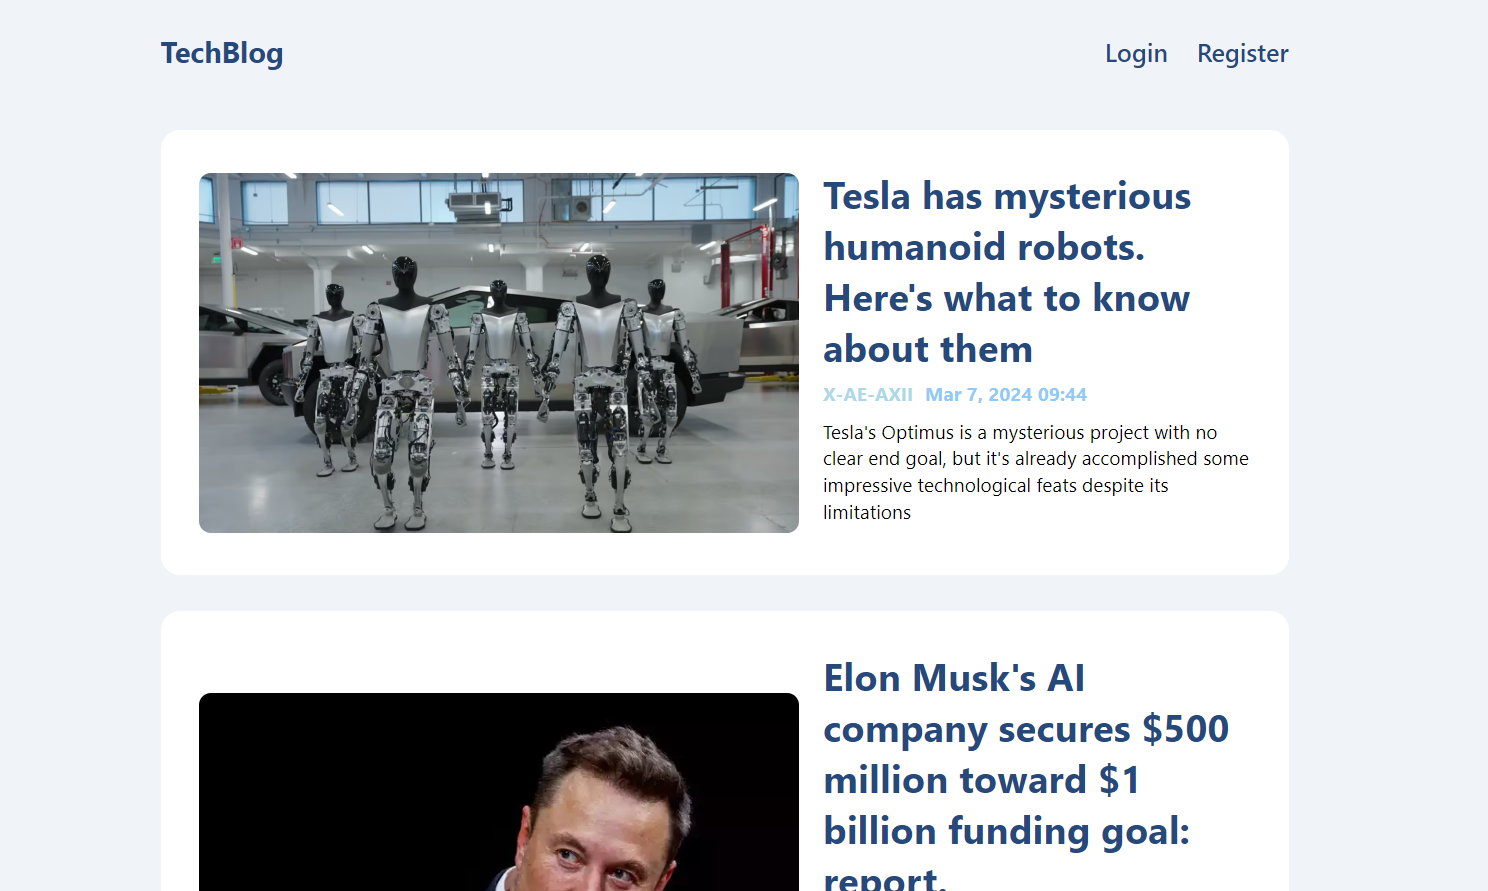 TechBlog
Login Register
Tesla has mysterious
humanoid robots.
Here's what to know
about them
X-AE-AXII Mar 7, 2024 09:44
Tesla's Optimus is a mysterious project with no
clear end goal, but it's already accomplished some
impressive technological feats despite its
limitations
Elon Musk's AI
company secures $500
million toward $1
billion funding goal:
report.